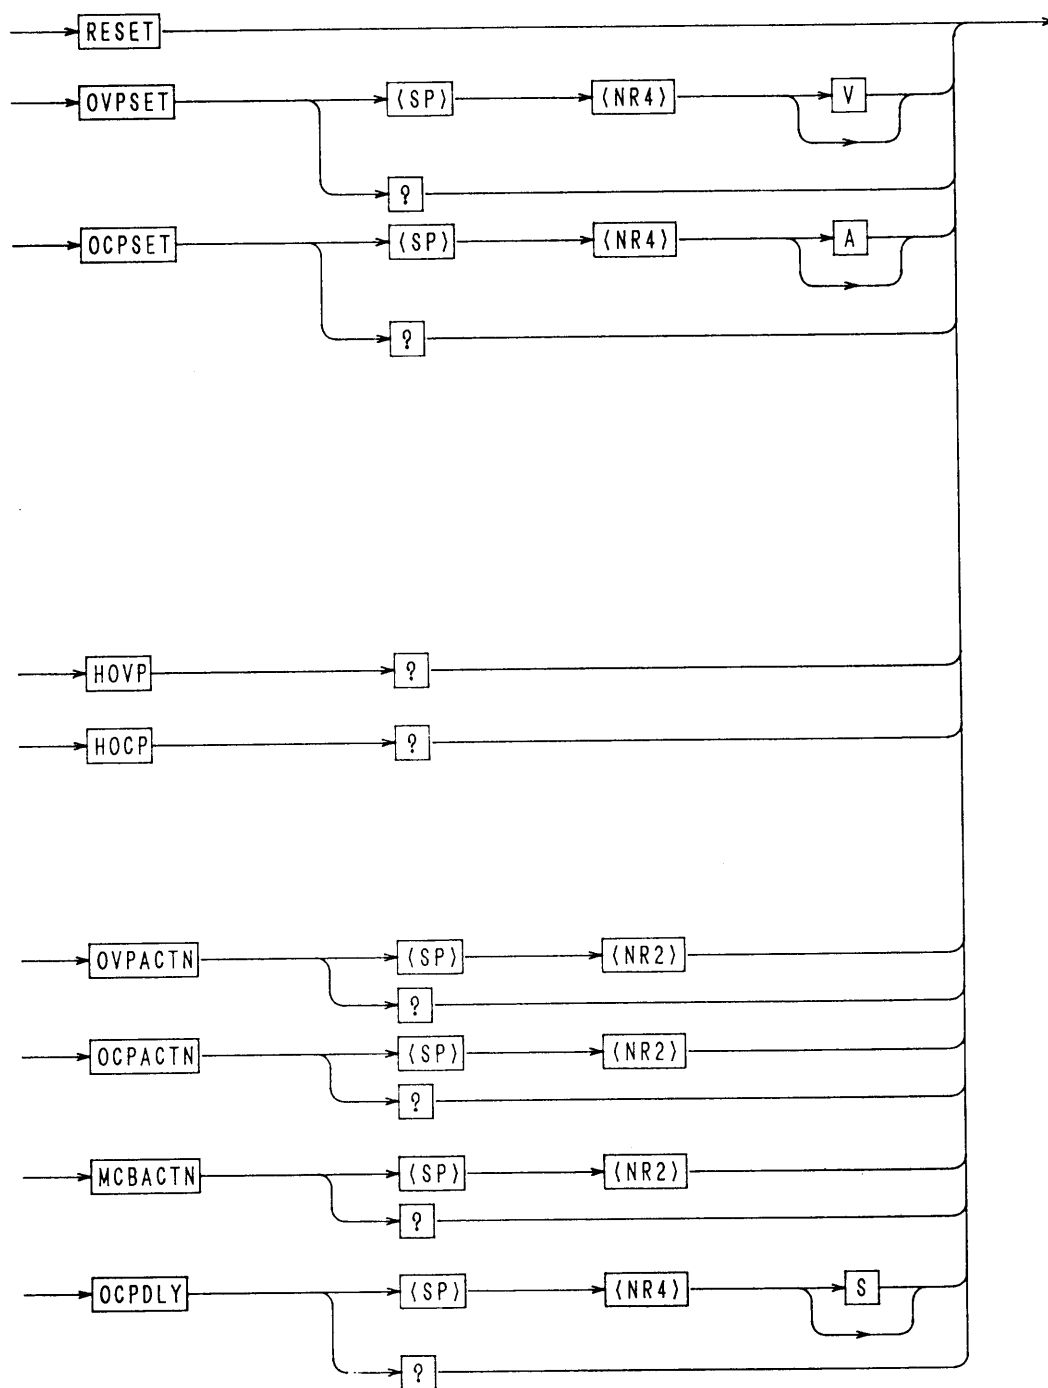 RESET
OVPSET ⟨SP⟩ ⟨NR4⟩ V
?
OCPSET ⟨SP⟩ ⟨NR4⟩ A
?
HOVP ?
HOCP ?
OVPACTN ⟨SP⟩ ⟨NR2⟩
?
OCPACTN ⟨SP⟩ ⟨NR2⟩
?
MCBACTN ⟨SP⟩ ⟨NR2⟩
?
OCPDLY ⟨SP⟩ ⟨NR4⟩ S
?